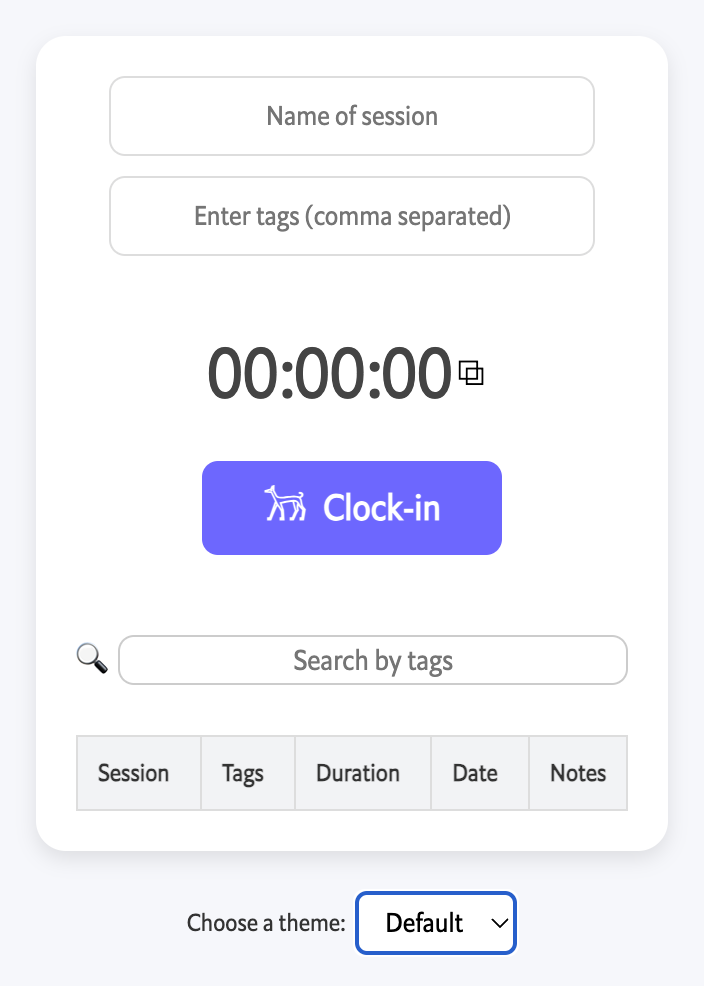 Name of session
Enter tags (comma separated)
00:00:00
Clock-in
Search by tags
Session Tags Duration Date Notes
Choose a theme: Default